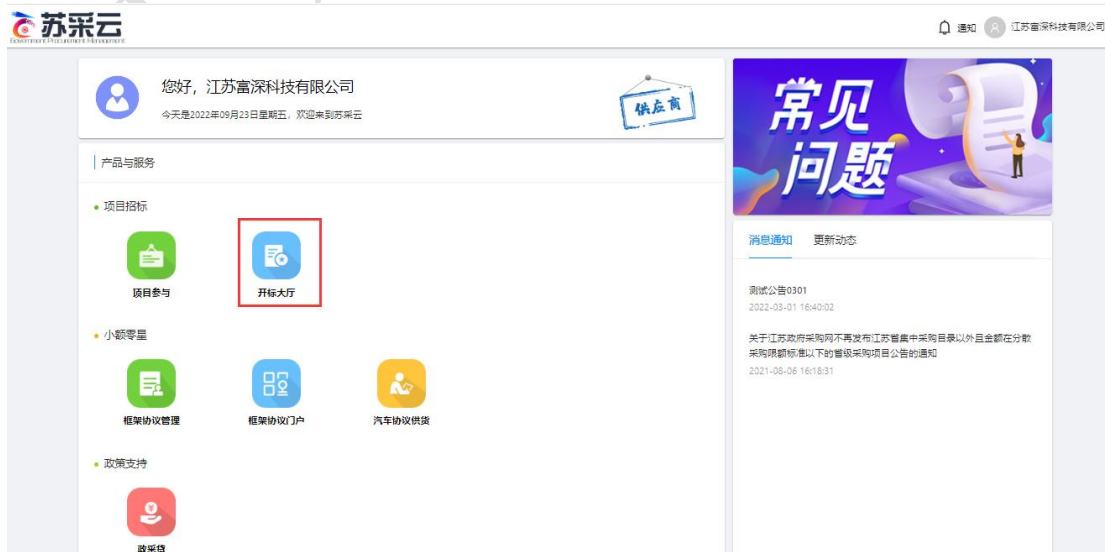 苏采云
Government Procurement Management
通知
江苏富深科技有限公司
您好，江苏富深科技有限公司
今天是2022年09月23日星期五，欢迎来到苏采云
供应商
常见
问题
产品与服务
项目招标
项目参与
开标大厅
小额零星
框架协议管理
框架协议门户
汽车协议供货
政策支持
政采贷
消息通知
更新动态
测试公告0301
2022-03-01 16:40:02
关于江苏政府采购网不再发布江苏省集中采购目录以外且金额在分散
采购限额标准以下的省级采购项目公告的通知
2021-08-06 16:18:31